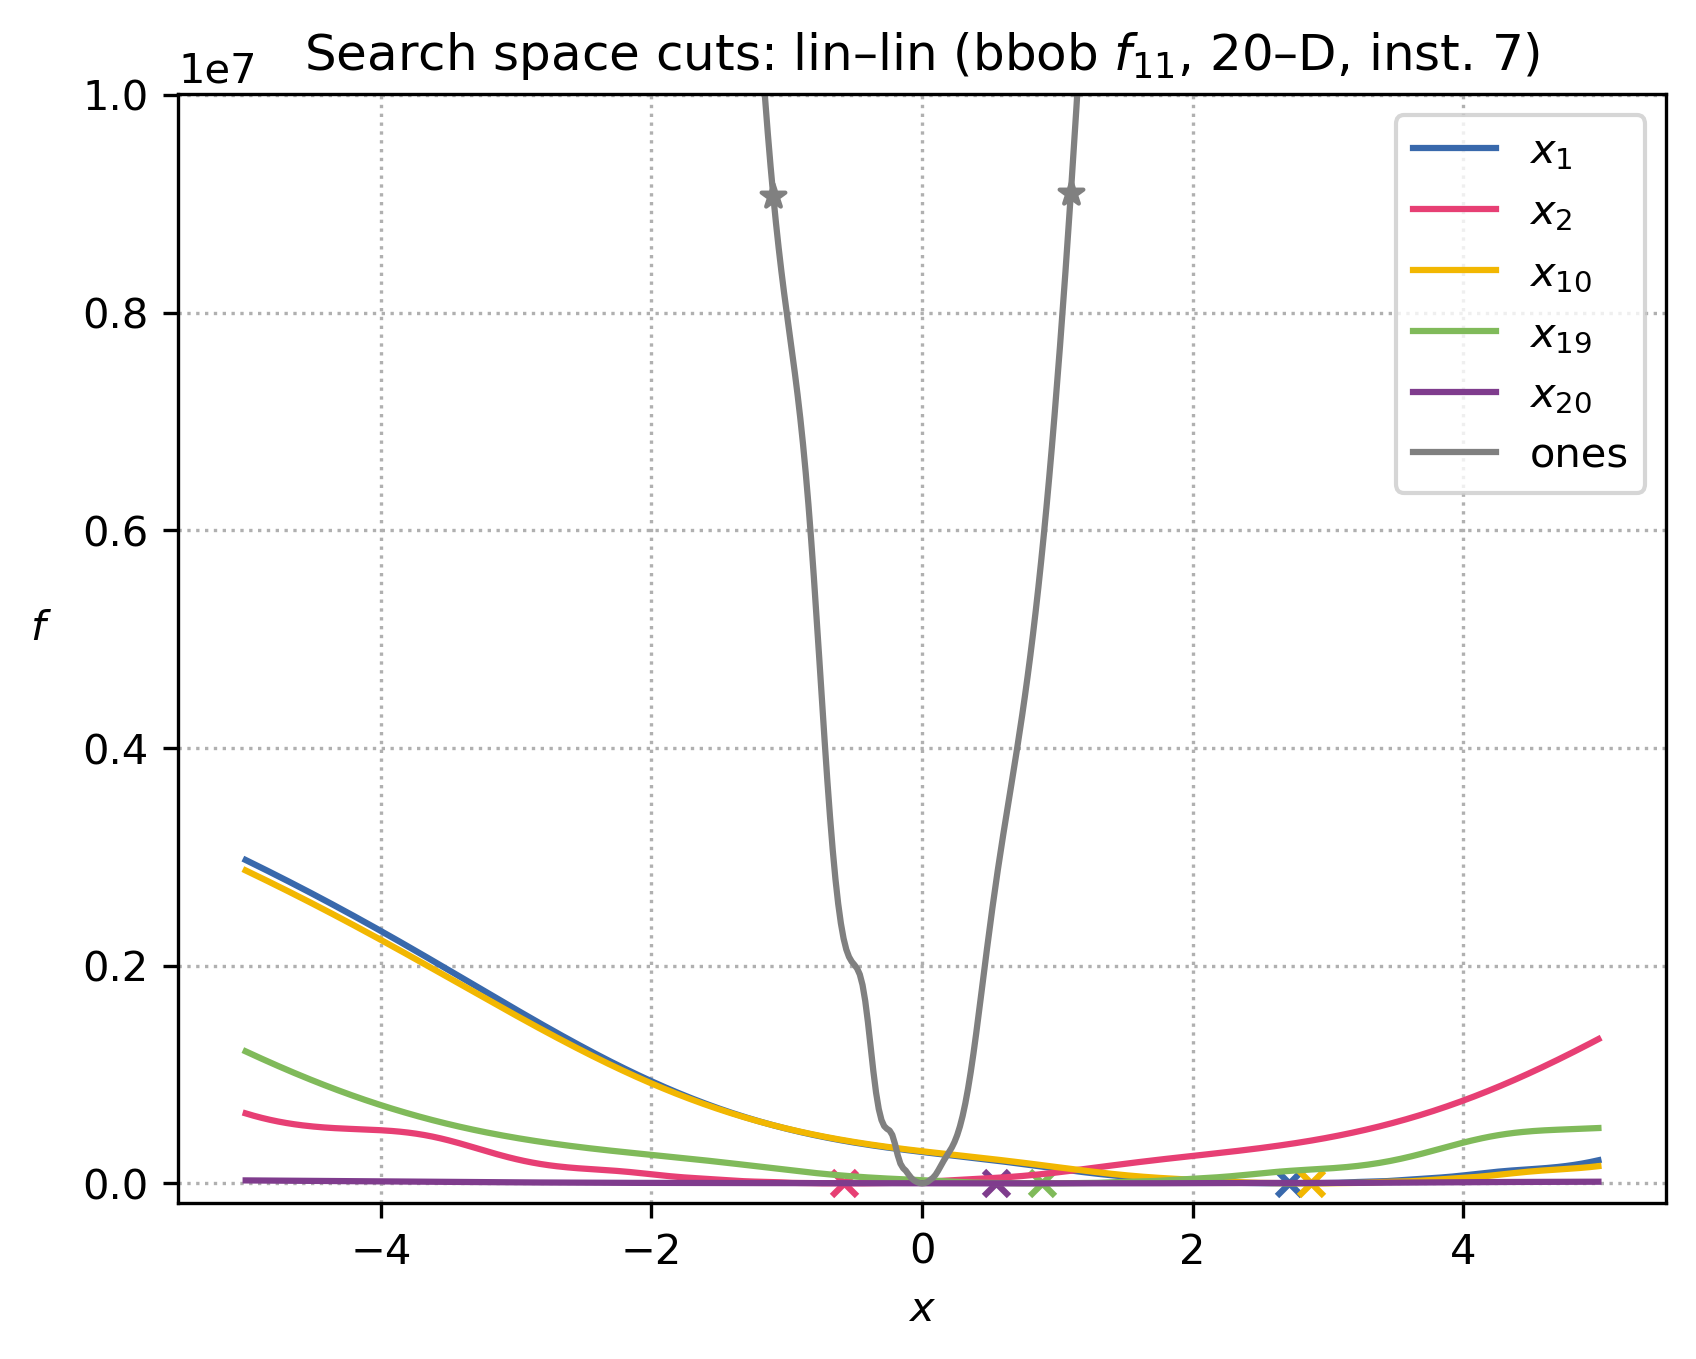 Search space cuts: lin–lin (bbob f₁₁, 20–D, inst. 7)
1e7
1.0
0.8
0.6
0.4
0.2
0.0
f
−4 −2 0 2 4
x
x₁
x₂
x₁₀
x₁₉
x₂₀
ones